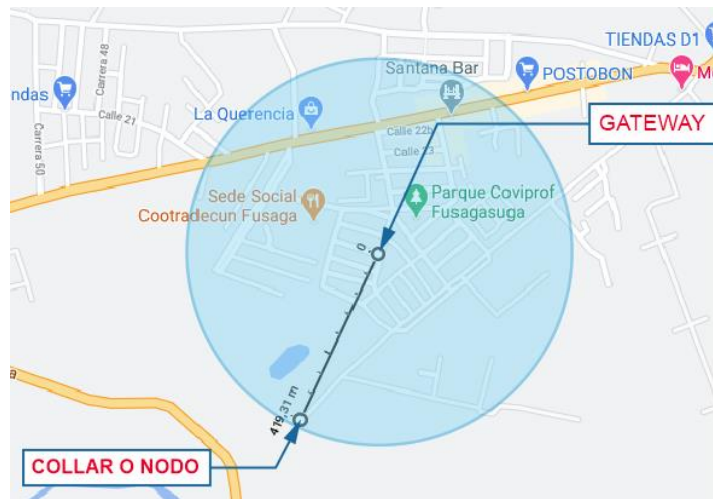 TIENDAS D1
Carrera 48
Santana Bar
POSTOBON
ndas
Calle 21
La Querencia
Calle 22b
GATEWAY
Carrera 50
Calle 23
Sede Social
Cootradecun Fusaga
Parque Coviprof
Fusagasuga
0
419,31 m
a
COLLAR O NODO